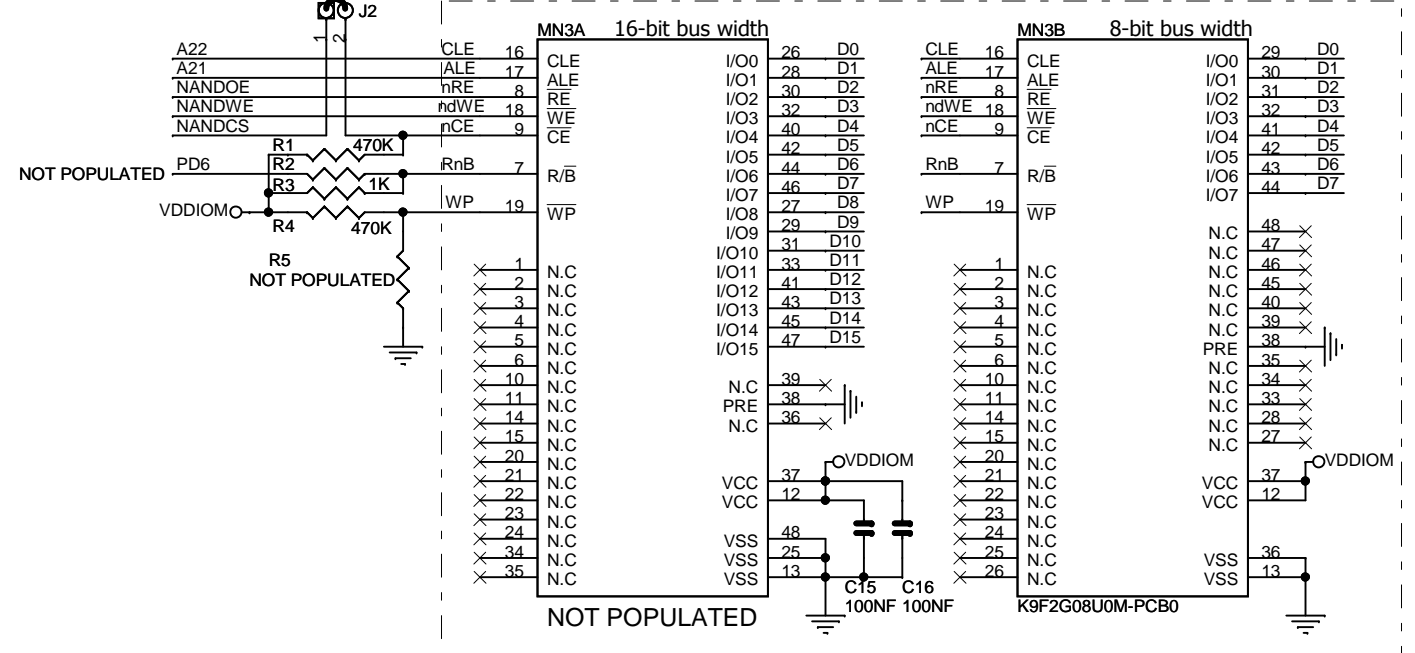 J2
1
2
A22
A21
NANDOE
NANDWE
NANDCS
NOT POPULATED
PD6
VDDIOM
R1 470K
R2
R3 1K
R4 470K
R5
NOT POPULATED
MN3A 16-bit bus width
CLE 16 CLE
ALE 17 ALE
nRE 8 RE
ndWE 18 WE
nCE 9 CE
RnB 7 R/B
WP 19 WP
1 N.C
2 N.C
3 N.C
4 N.C
5 N.C
6 N.C
10 N.C
11 N.C
14 N.C
15 N.C
20 N.C
21 N.C
22 N.C
23 N.C
24 N.C
34 N.C
35 N.C
I/O0 26 D0
I/O1 28 D1
I/O2 30 D2
I/O3 32 D3
I/O4 40 D4
I/O5 42 D5
I/O6 44 D6
I/O7 46 D7
I/O8 27 D8
I/O9 29 D9
I/O10 31 D10
I/O11 33 D11
I/O12 41 D12
I/O13 43 D13
I/O14 45 D14
I/O15 47 D15
N.C 39
PRE 38
N.C 36
VDDIOM
VCC 37
VCC 12
VSS 48
VSS 25
VSS 13
C15 C16
100NF 100NF
NOT POPULATED
MN3B 8-bit bus width
CLE 16 CLE
ALE 17 ALE
nRE 8 RE
ndWE 18 WE
nCE 9 CE
RnB 7 R/B
WP 19 WP
1 N.C
2 N.C
3 N.C
4 N.C
5 N.C
6 N.C
10 N.C
11 N.C
14 N.C
15 N.C
20 N.C
21 N.C
22 N.C
23 N.C
24 N.C
25 N.C
26 N.C
I/O0 29 D0
I/O1 30 D1
I/O2 31 D2
I/O3 32 D3
I/O4 41 D4
I/O5 42 D5
I/O6 43 D6
I/O7 44 D7
N.C 48
N.C 47
N.C 46
N.C 45
N.C 40
N.C 39
PRE 38
N.C 35
N.C 34
N.C 33
N.C 28
N.C 27
VDDIOM
VCC 37
VCC 12
VSS 36
VSS 13
K9F2G08U0M-PCB0